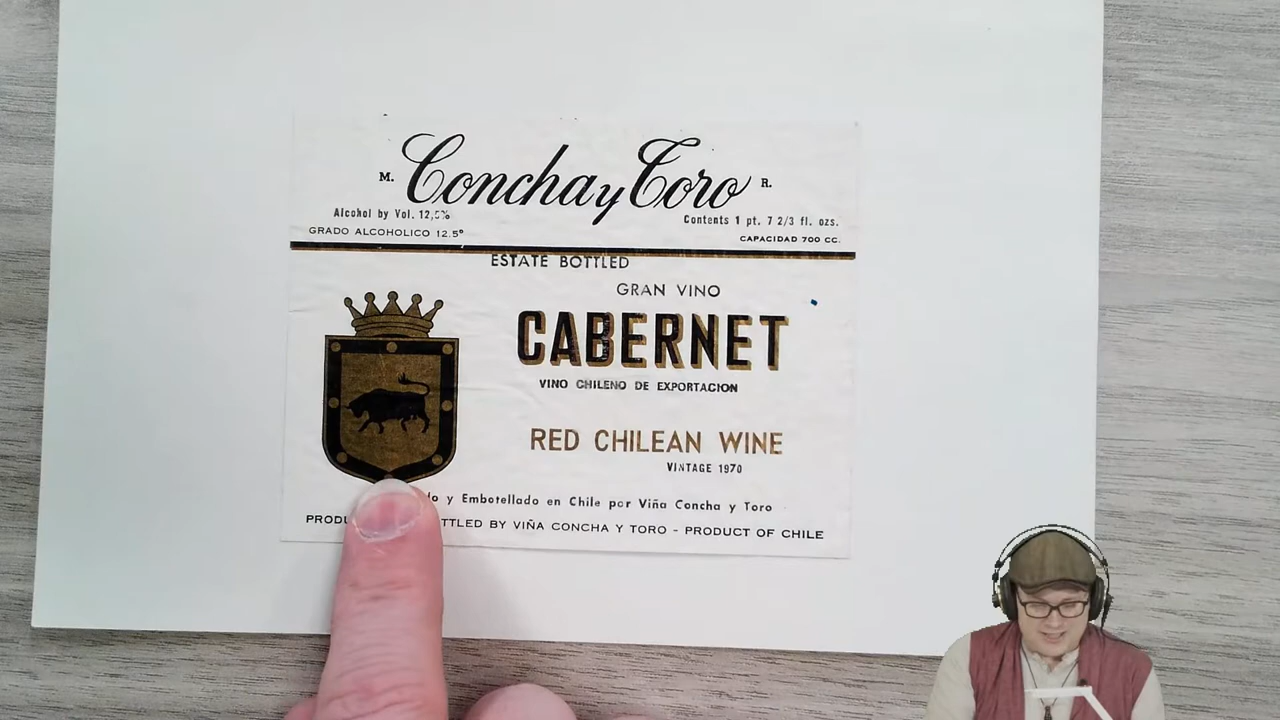 M. Concha y Toro R.
Alcohol by Vol. 12,5%
Contents 1 pt. 7 2/3 fl. ozs.
GRADO ALCOHOLICO 12.5°
CAPACIDAD 700 CC.
ESTATE BOTTLED
GRAN VINO
CABERNET
VINO CHILENO DE EXPORTACION
RED CHILEAN WINE
VINTAGE 1970
y Embotellado en Chile por Viña Concha y Toro
BY VIÑA CONCHA Y TORO - PRODUCT OF CHILE